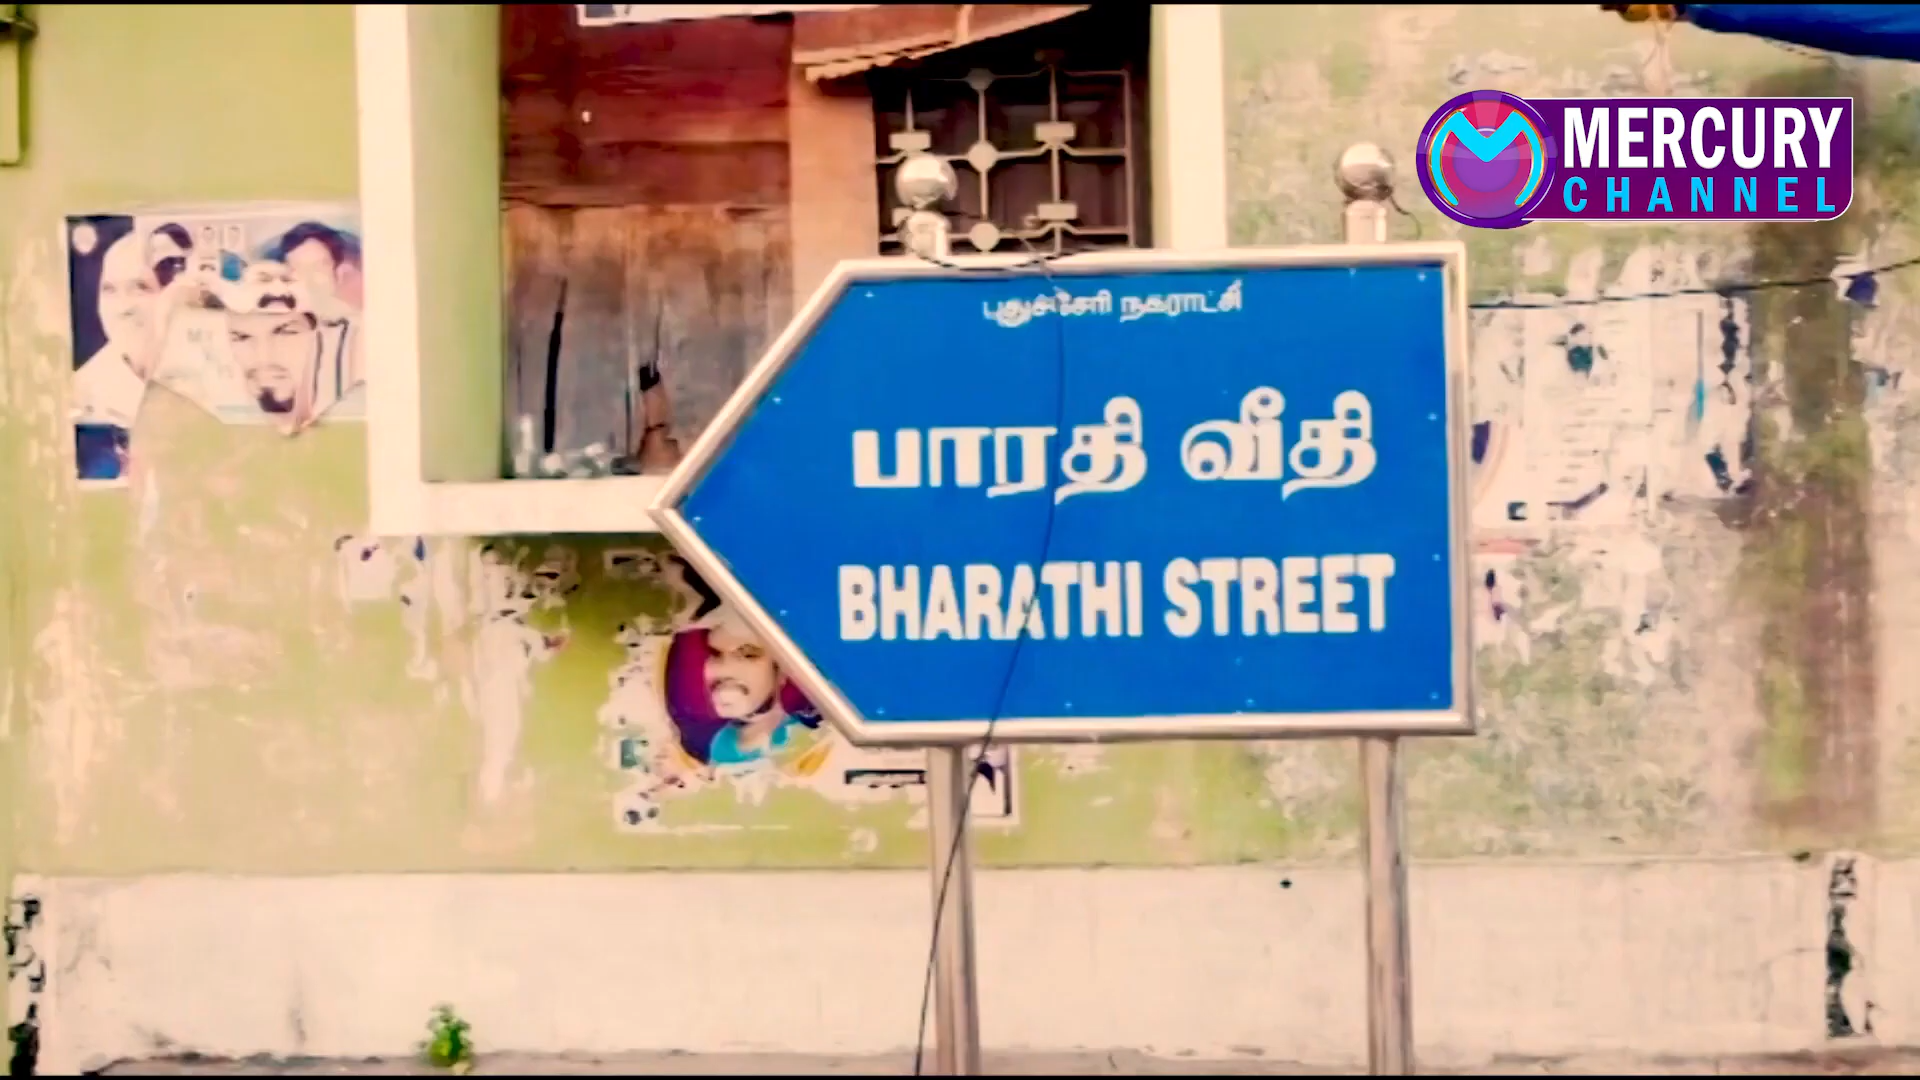 MERCURY
CHANNEL
புதுச்சேரி நகராட்சி
பாரதி வீதி
BHARATHI STREET